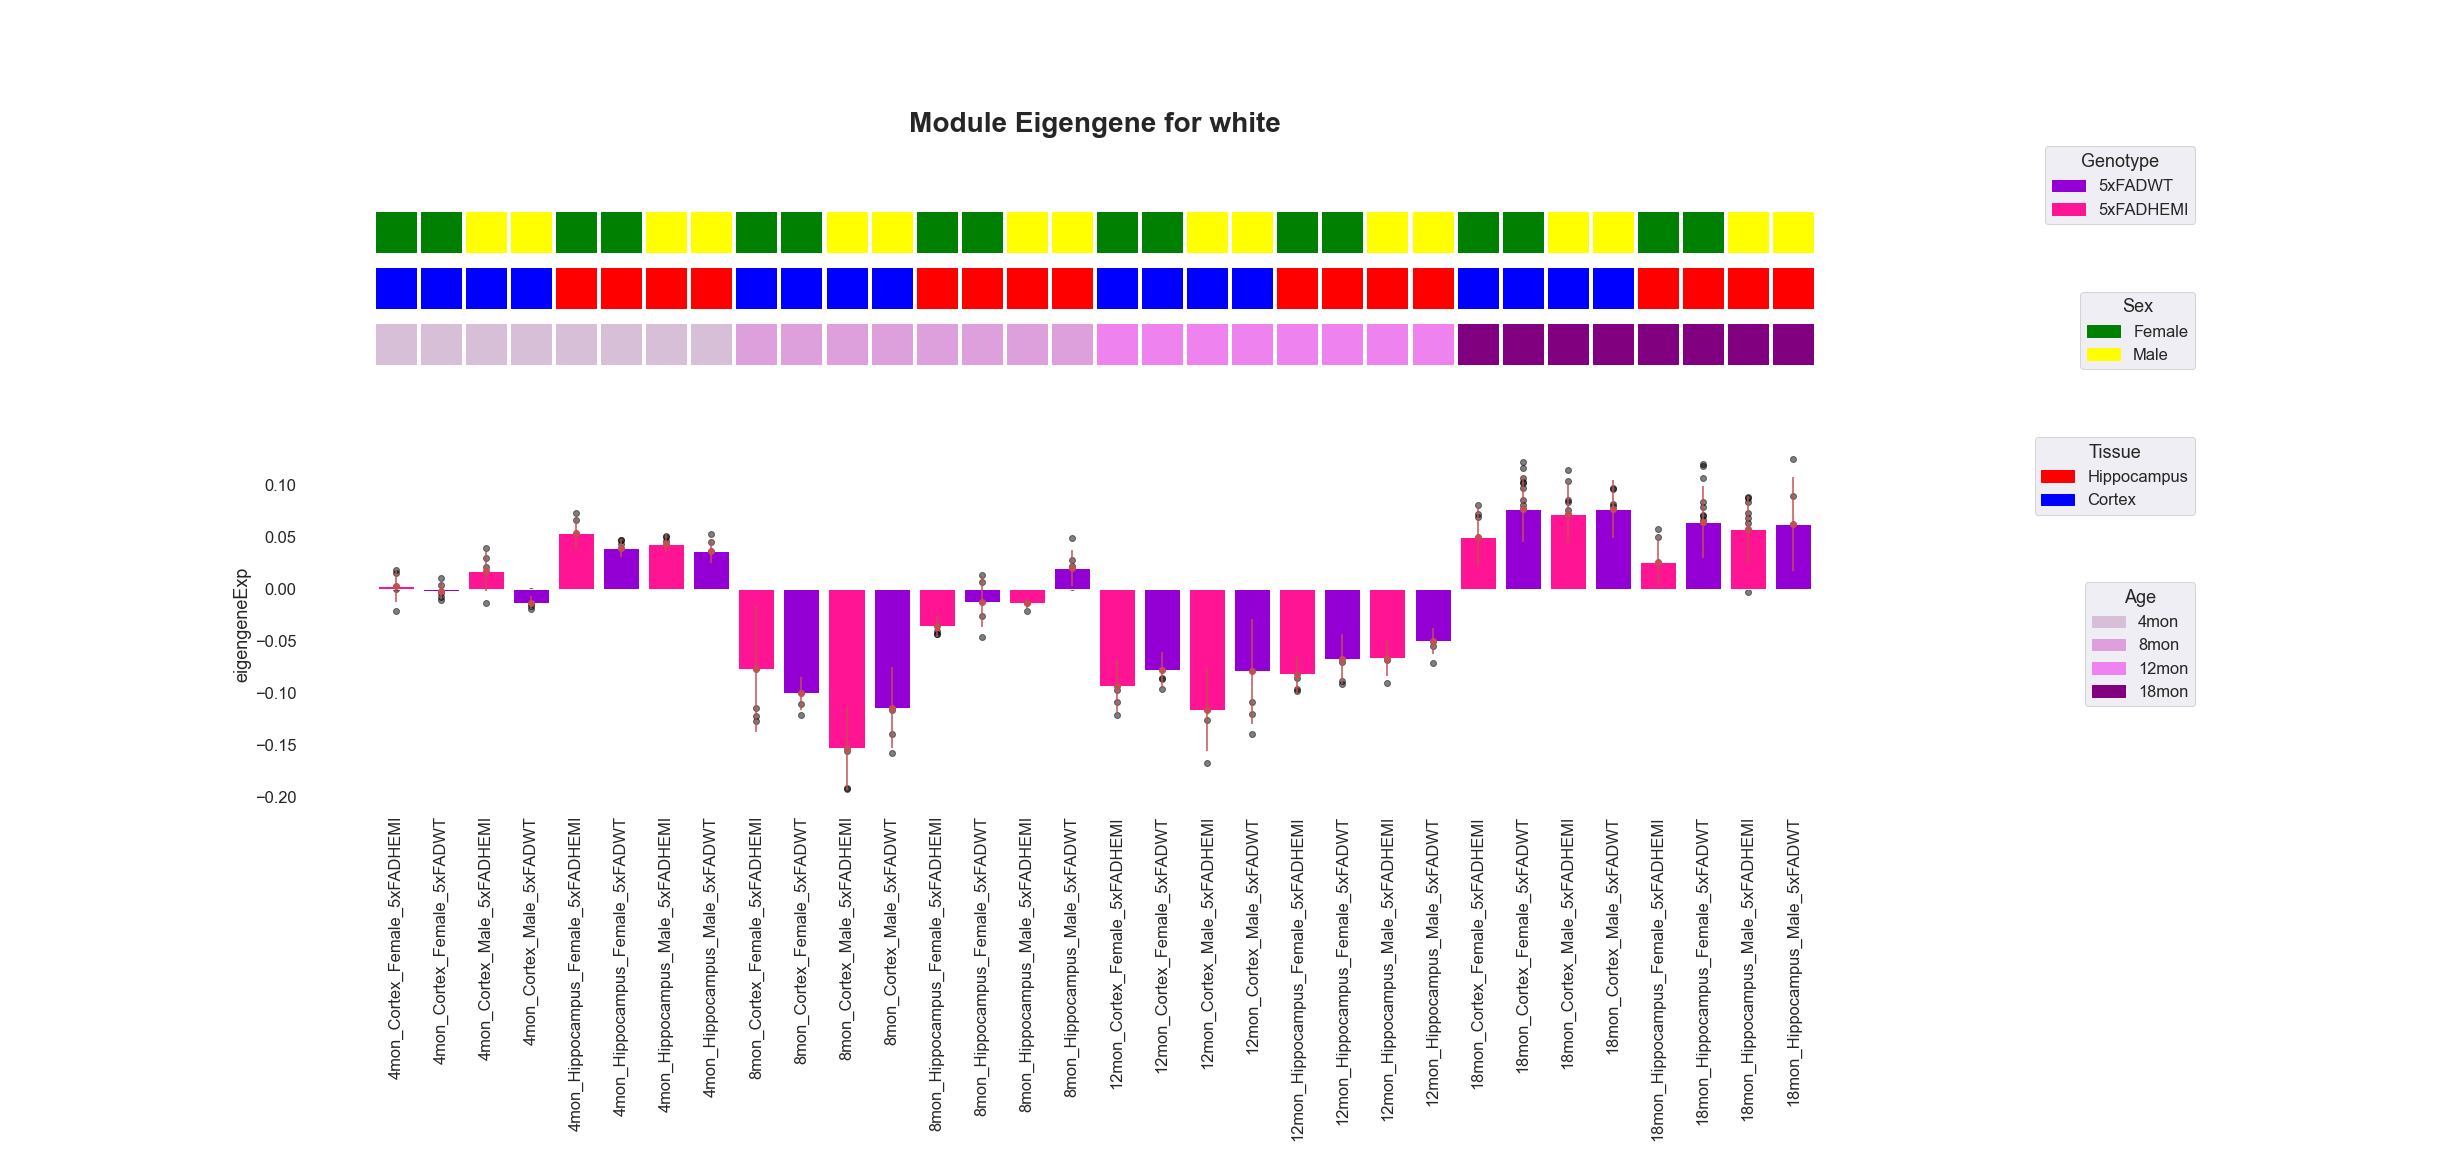 Module Eigengene for white
Genotype
5xFADWT
5xFADHEMI
Sex
Female
Male
Tissue
Hippocampus
Cortex
Age
4mon
8mon
12mon
18mon
eigengeneExp
0.10
0.05
0.00
−0.05
−0.10
−0.15
−0.20
4mon_Cortex_Female_5xFADHEMI
4mon_Cortex_Female_5xFADWT
4mon_Cortex_Male_5xFADHEMI
4mon_Cortex_Male_5xFADWT
4mon_Hippocampus_Female_5xFADHEMI
4mon_Hippocampus_Female_5xFADWT
4mon_Hippocampus_Male_5xFADHEMI
4mon_Hippocampus_Male_5xFADWT
8mon_Cortex_Female_5xFADHEMI
8mon_Cortex_Female_5xFADWT
8mon_Cortex_Male_5xFADHEMI
8mon_Cortex_Male_5xFADWT
8mon_Hippocampus_Female_5xFADHEMI
8mon_Hippocampus_Female_5xFADWT
8mon_Hippocampus_Male_5xFADHEMI
8mon_Hippocampus_Male_5xFADWT
12mon_Cortex_Female_5xFADHEMI
12mon_Cortex_Female_5xFADWT
12mon_Cortex_Male_5xFADHEMI
12mon_Cortex_Male_5xFADWT
12mon_Hippocampus_Female_5xFADHEMI
12mon_Hippocampus_Female_5xFADWT
12mon_Hippocampus_Male_5xFADHEMI
12mon_Hippocampus_Male_5xFADWT
18mon_Cortex_Female_5xFADHEMI
18mon_Cortex_Female_5xFADWT
18mon_Cortex_Male_5xFADHEMI
18mon_Cortex_Male_5xFADWT
18mon_Hippocampus_Female_5xFADHEMI
18mon_Hippocampus_Female_5xFADWT
18mon_Hippocampus_Male_5xFADHEMI
18mon_Hippocampus_Male_5xFADWT